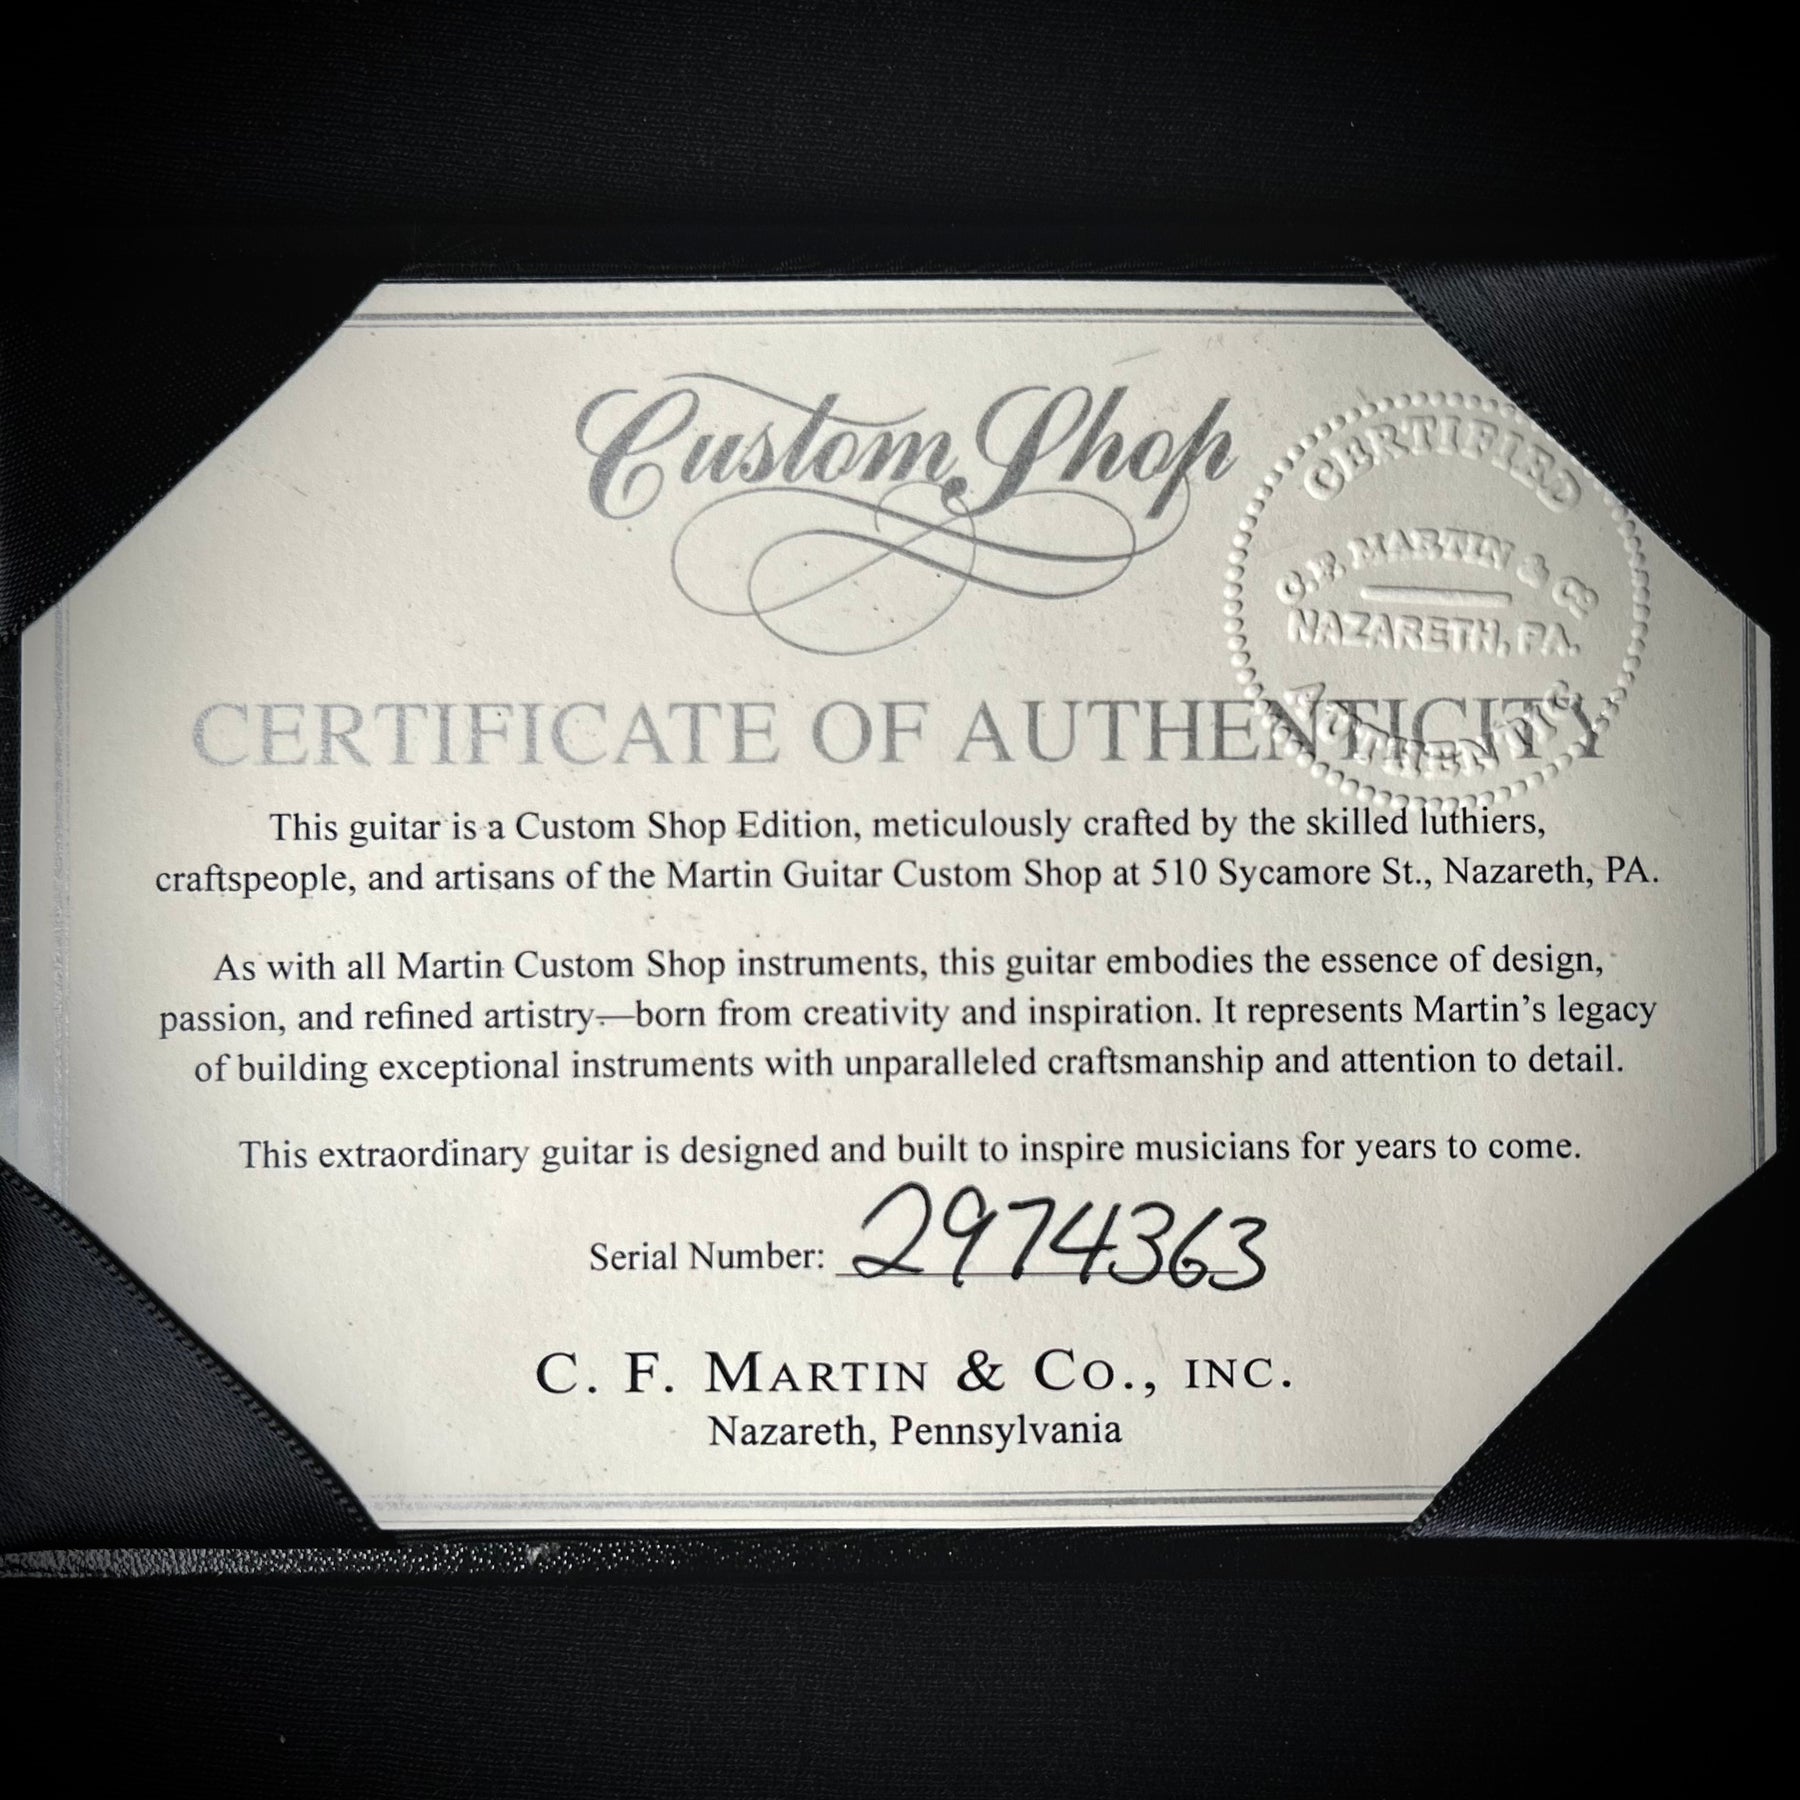 Custom Shop
CERTIFIED
C.F. MARTIN & CO
NAZARETH, PA.
AUTHENTIC
CERTIFICATE OF AUTHENTICITY
This guitar is a Custom Shop Edition, meticulously crafted by the skilled luthiers,
craftspeople, and artisans of the Martin Guitar Custom Shop at 510 Sycamore St., Nazareth, PA.
As with all Martin Custom Shop instruments, this guitar embodies the essence of design,
passion, and refined artistry—born from creativity and inspiration. It represents Martin’s legacy
of building exceptional instruments with unparalleled craftsmanship and attention to detail.
This extraordinary guitar is designed and built to inspire musicians for years to come.
Serial Number: 2974363
C. F. MARTIN & CO., INC.
Nazareth, Pennsylvania